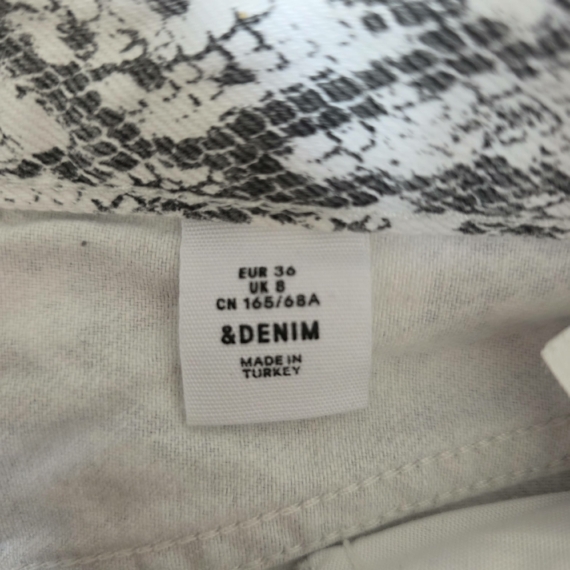 EUR 36
UK 8
CN 165/68A
&DENIM
MADE IN
TURKEY